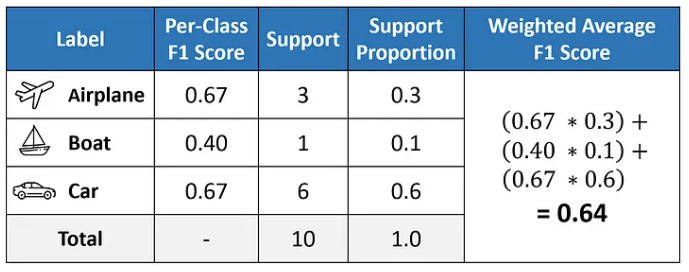 Label Per-Class F1 Score Support Support Proportion Weighted Average F1 Score
Airplane 0.67 3 0.3
Boat 0.40 1 0.1
Car 0.67 6 0.6
Total - 10 1.0
(0.67 * 0.3) +
(0.40 * 0.1) +
(0.67 * 0.6)
= 0.64